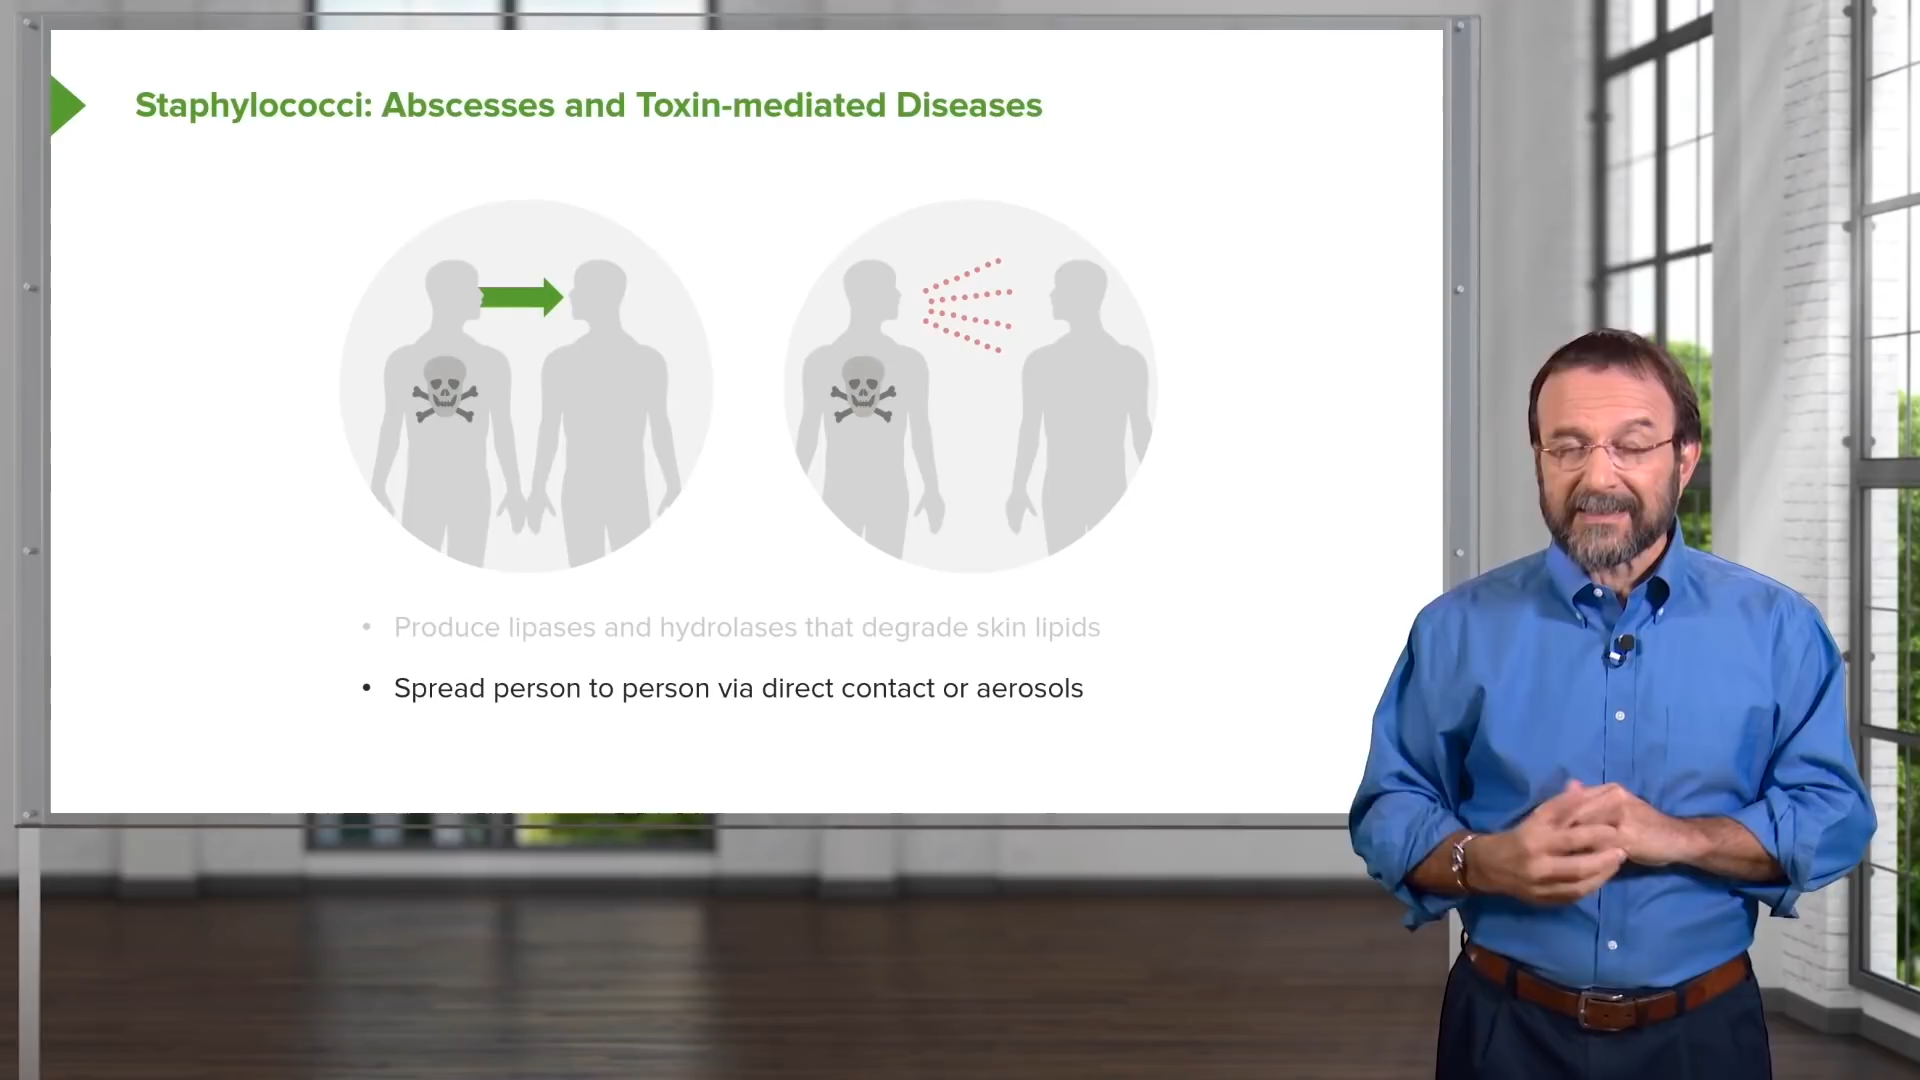 Staphylococci: Abscesses and Toxin-mediated Diseases
• Produce lipases and hydrolases that degrade skin lipids
• Spread person to person via direct contact or aerosols